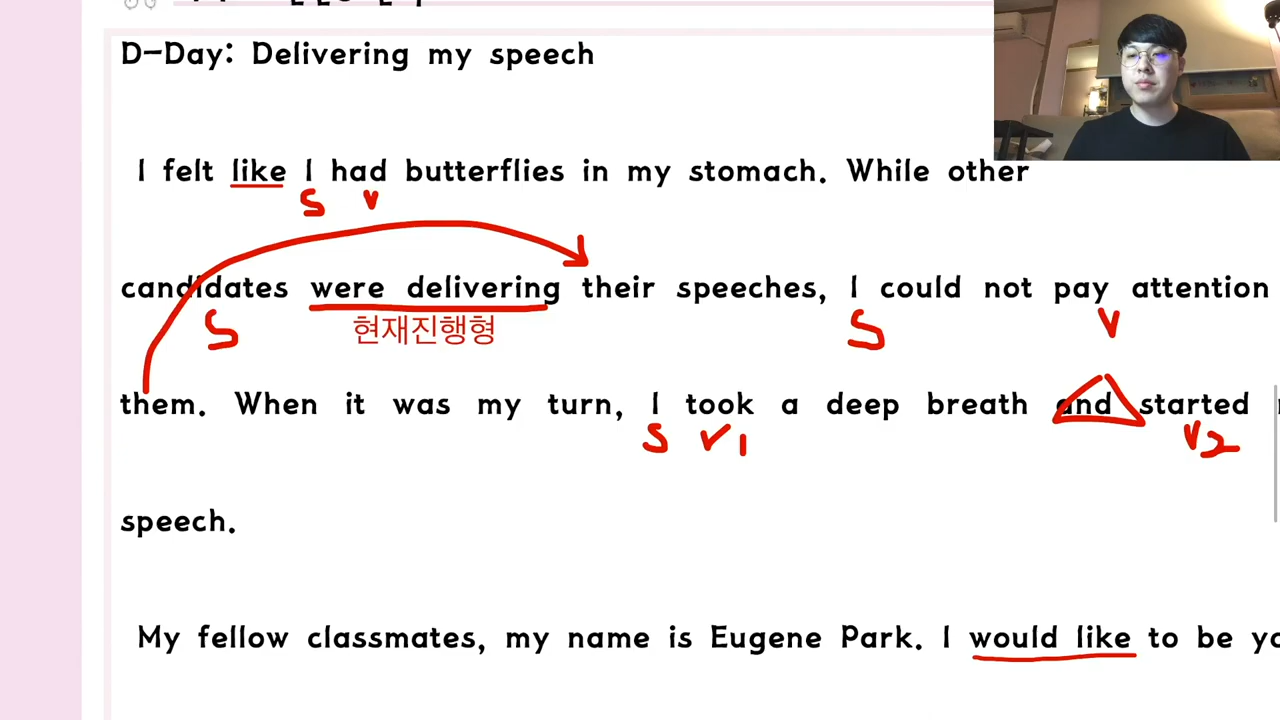 D-Day: Delivering my speech
I felt like I had butterflies in my stomach. While other
S V
candidates were delivering their speeches, I could not pay attention
S 현재진행형 S V
them. When it was my turn, I took a deep breath and started
S V1 V2
speech.
My fellow classmates, my name is Eugene Park. I would like to be